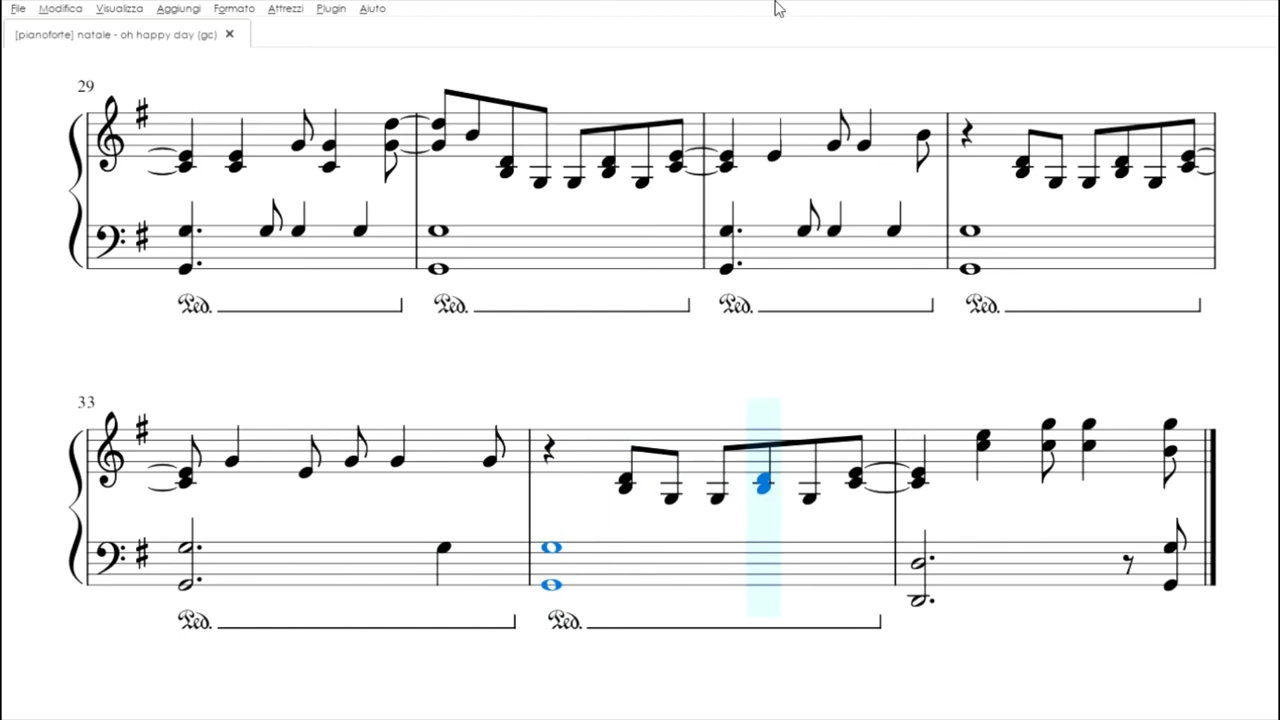 File Modifica Visualizza Aggiungi Formato Attrezzi Plugin Aiuto
[pianoforte] natale - oh happy day (gc) ✕
29
Ped. Ped. Ped. Ped.
33
Ped. Ped.